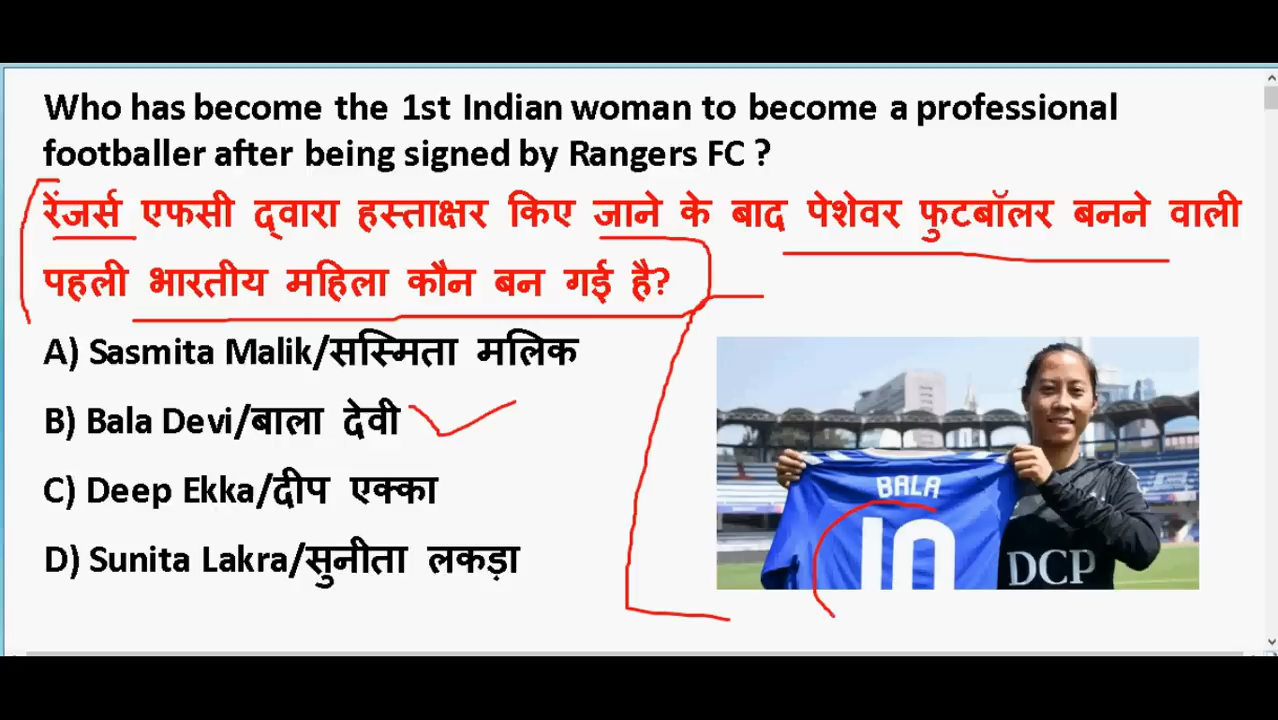 Who has become the 1st Indian woman to become a professional
footballer after being signed by Rangers FC ?
रेंजर्स एफसी द्वारा हस्ताक्षर किए जाने के बाद पेशेवर फुटबॉलर बनने वाली
पहली भारतीय महिला कौन बन गई है?
A) Sasmita Malik/सस्मिता मलिक
B) Bala Devi/बाला देवी
C) Deep Ekka/दीप एक्का
D) Sunita Lakra/सुनीता लकड़ा
BALA
10
DCP